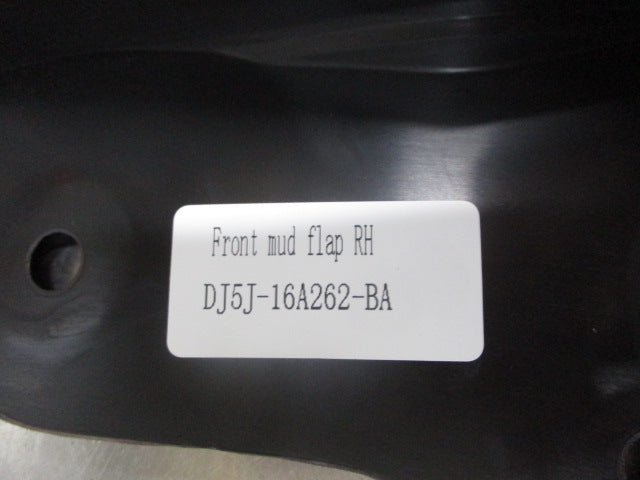 Front mud flap RH
DJ5J-16A262-BA